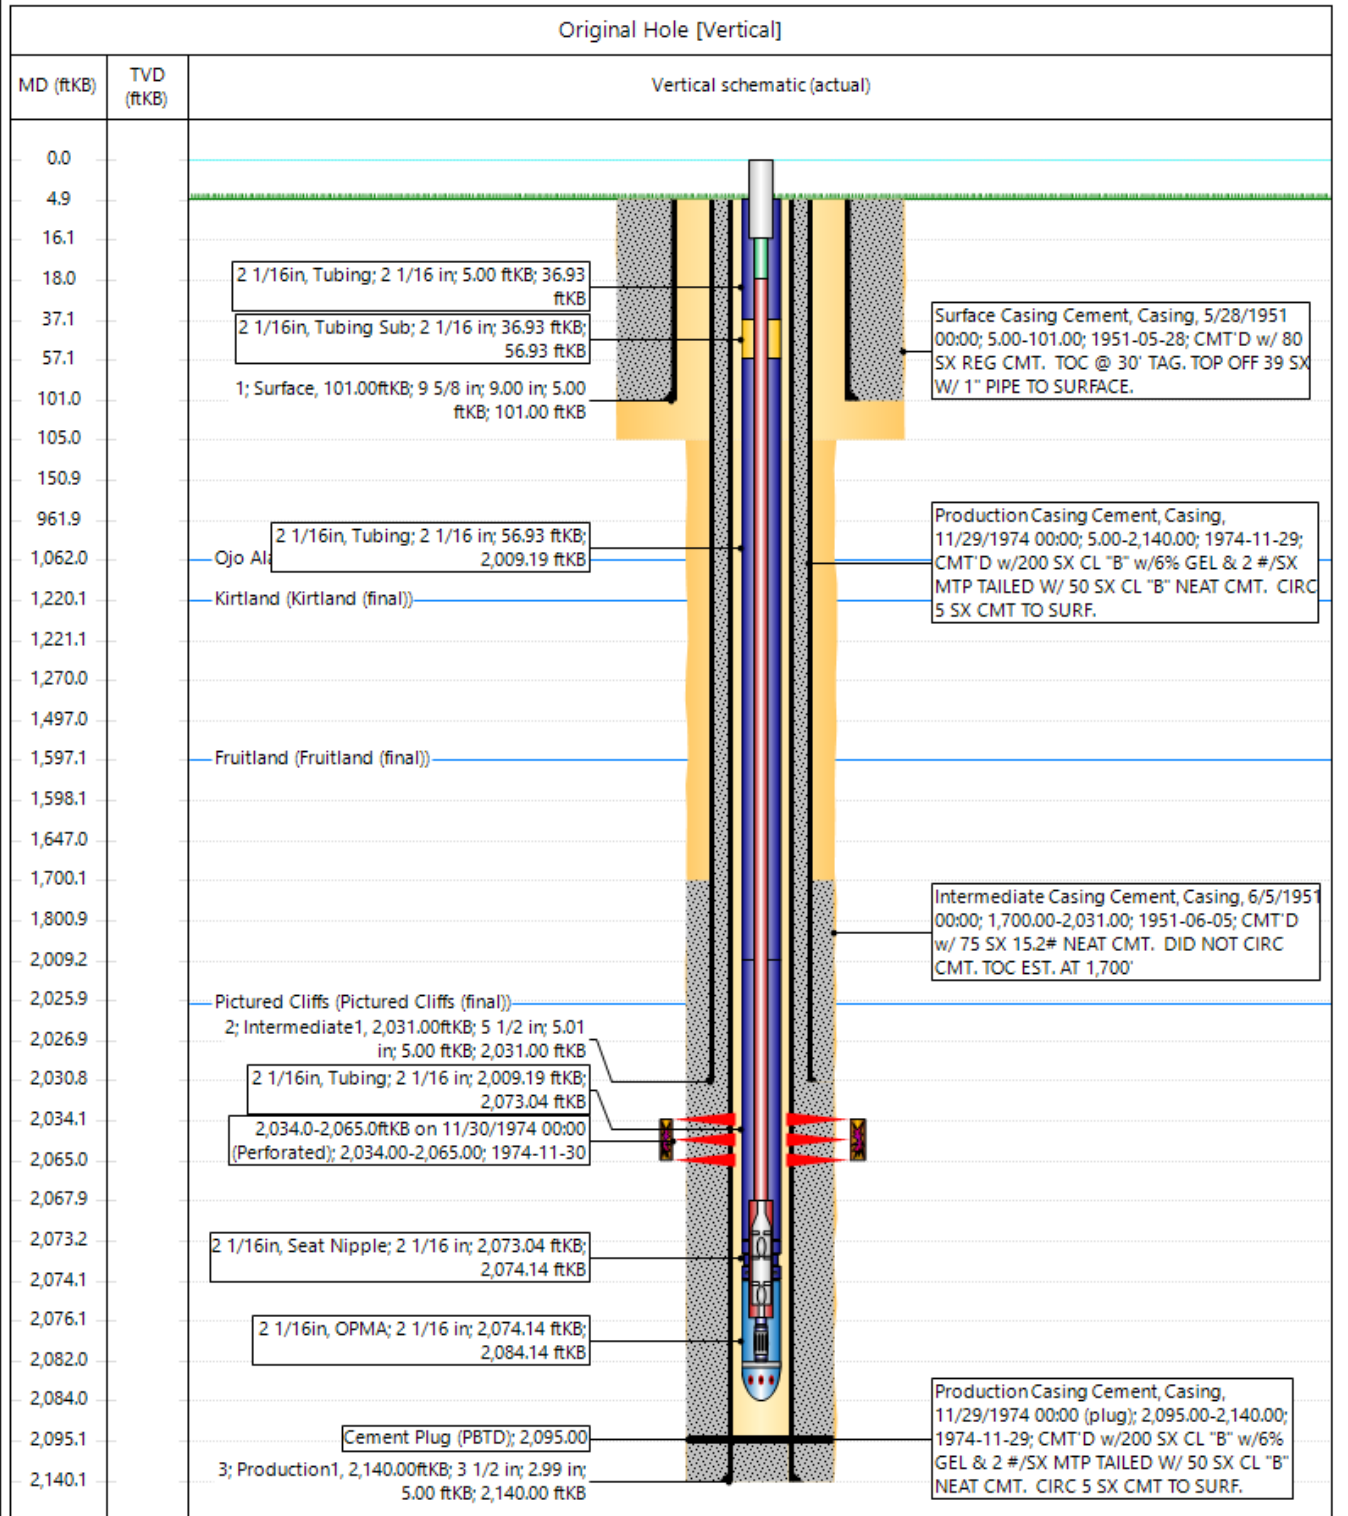 Original Hole [Vertical]
MD (ftKB)
TVD
(ftKB)
Vertical schematic (actual)
0.0
4.9
16.1
18.0
37.1
57.1
101.0
105.0
150.9
961.9
1,062.0
1,220.1
1,221.1
1,270.0
1,497.0
1,597.1
1,598.1
1,647.0
1,700.1
1,800.9
2,009.2
2,025.9
2,026.9
2,030.8
2,034.1
2,065.0
2,067.9
2,073.2
2,074.1
2,076.1
2,082.0
2,084.0
2,095.1
2,140.1
2 1/16in, Tubing; 2 1/16 in; 5.00 ftKB; 36.93
ftKB
2 1/16in, Tubing Sub; 2 1/16 in; 36.93 ftKB;
56.93 ftKB
1; Surface, 101.00ftKB; 9 5/8 in; 9.00 in; 5.00
ftKB; 101.00 ftKB
2 1/16in, Tubing; 2 1/16 in; 56.93 ftKB;
2,009.19 ftKB
Ojo
Kirtland (Kirtland (final))
Fruitland (Fruitland (final))
Pictured Cliffs (Pictured Cliffs (final))
2; Intermediate1, 2,031.00ftKB; 5 1/2 in; 5.01
in; 5.00 ftKB; 2,031.00 ftKB
2 1/16in, Tubing; 2 1/16 in; 2,009.19 ftKB;
2,073.04 ftKB
2,034.0-2,065.0ftKB on 11/30/1974 00:00
(Perforated); 2,034.00-2,065.00; 1974-11-30
2 1/16in, Seat Nipple; 2 1/16 in; 2,073.04 ftKB;
2,074.14 ftKB
2 1/16in, OPMA; 2 1/16 in; 2,074.14 ftKB;
2,084.14 ftKB
Cement Plug (PBTD); 2,095.00
3; Production1, 2,140.00ftKB; 3 1/2 in; 2.99 in;
5.00 ftKB; 2,140.00 ftKB
Surface Casing Cement, Casing, 5/28/1951
00:00; 5.00-101.00; 1951-05-28; CMT'D w/ 80
SX REG CMT.  TOC @ 30' TAG. TOP OFF 39 SX
W/ 1" PIPE TO SURFACE.
Production Casing Cement, Casing,
11/29/1974 00:00; 5.00-2,140.00; 1974-11-29;
CMT'D w/200 SX CL "B" w/6% GEL & 2 #/SX
MTP TAILED W/ 50 SX CL "B" NEAT CMT.  CIRC
5 SX CMT TO SURF.
Intermediate Casing Cement, Casing, 6/5/1951
00:00; 1,700.00-2,031.00; 1951-06-05; CMT'D
w/ 75 SX 15.2# NEAT CMT.  DID NOT CIRC
CMT. TOC EST. AT 1,700'
Production Casing Cement, Casing,
11/29/1974 00:00 (plug); 2,095.00-2,140.00;
1974-11-29; CMT'D w/200 SX CL "B" w/6%
GEL & 2 #/SX MTP TAILED W/ 50 SX CL "B"
NEAT CMT.  CIRC 5 SX CMT TO SURF.